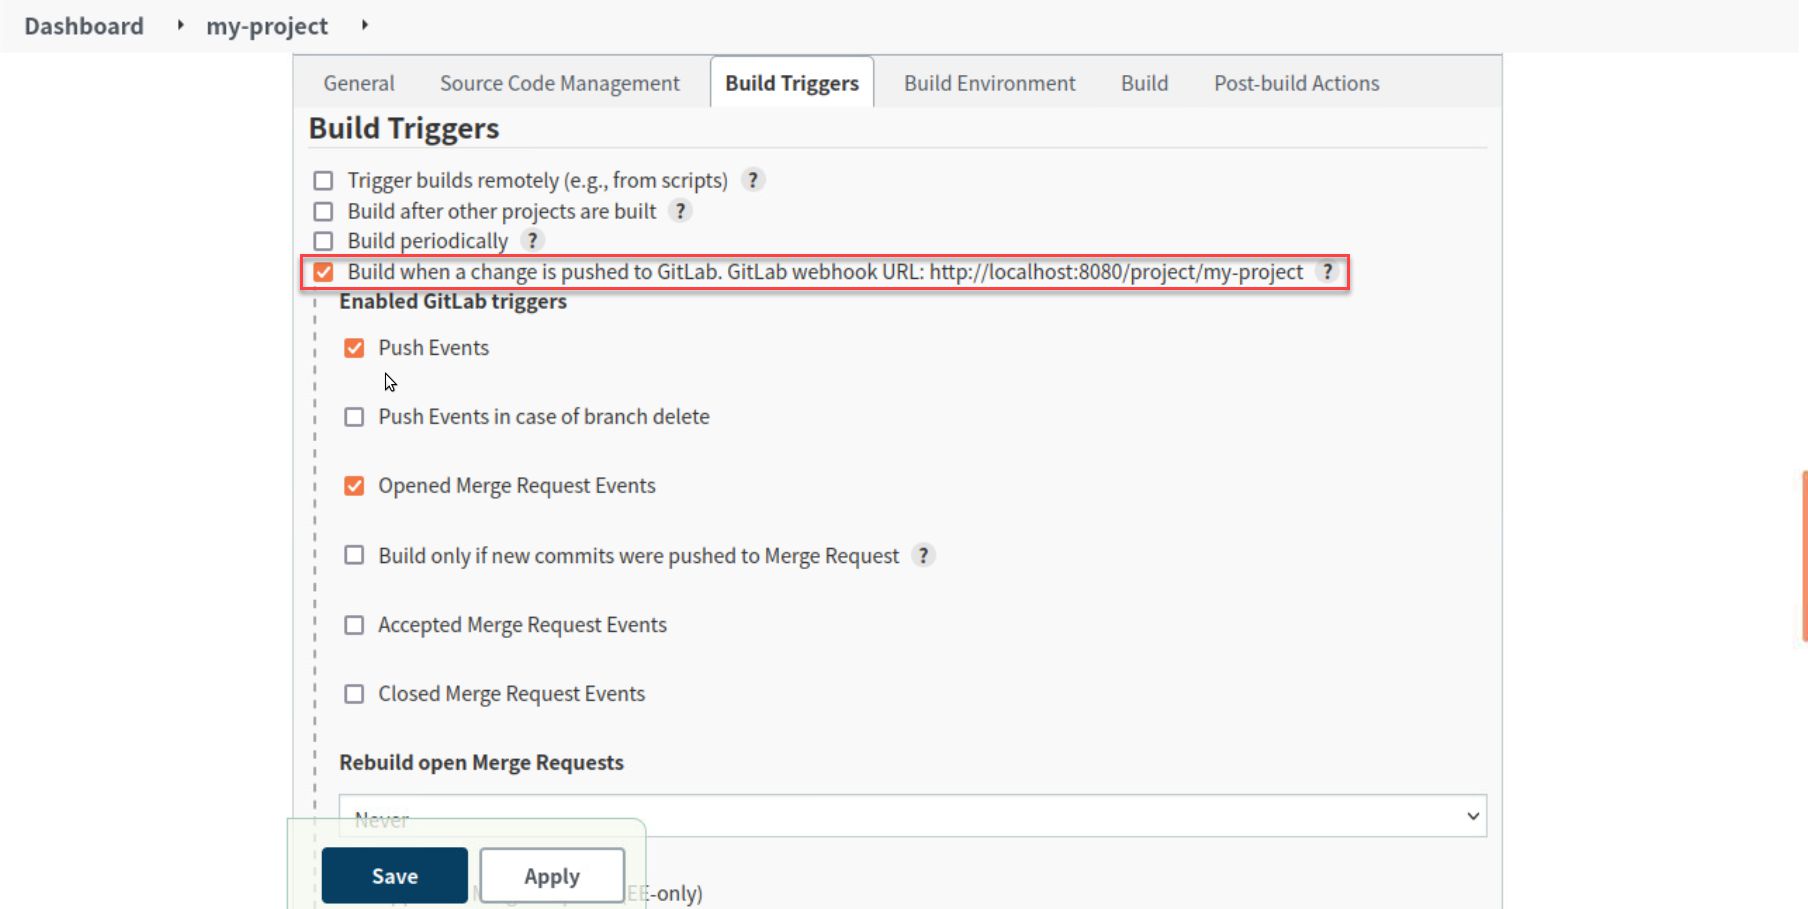 Dashboard my-project
General Source Code Management Build Triggers Build Environment Build Post-build Actions
Build Triggers
Trigger builds remotely (e.g., from scripts) ?
Build after other projects are built ?
Build periodically ?
Build when a change is pushed to GitLab. GitLab webhook URL: http://localhost:8080/project/my-project ?
Enabled GitLab triggers
Push Events
Push Events in case of branch delete
Opened Merge Request Events
Build only if new commits were pushed to Merge Request ?
Accepted Merge Request Events
Closed Merge Request Events
Rebuild open Merge Requests
Never
Save Apply
EE-only)